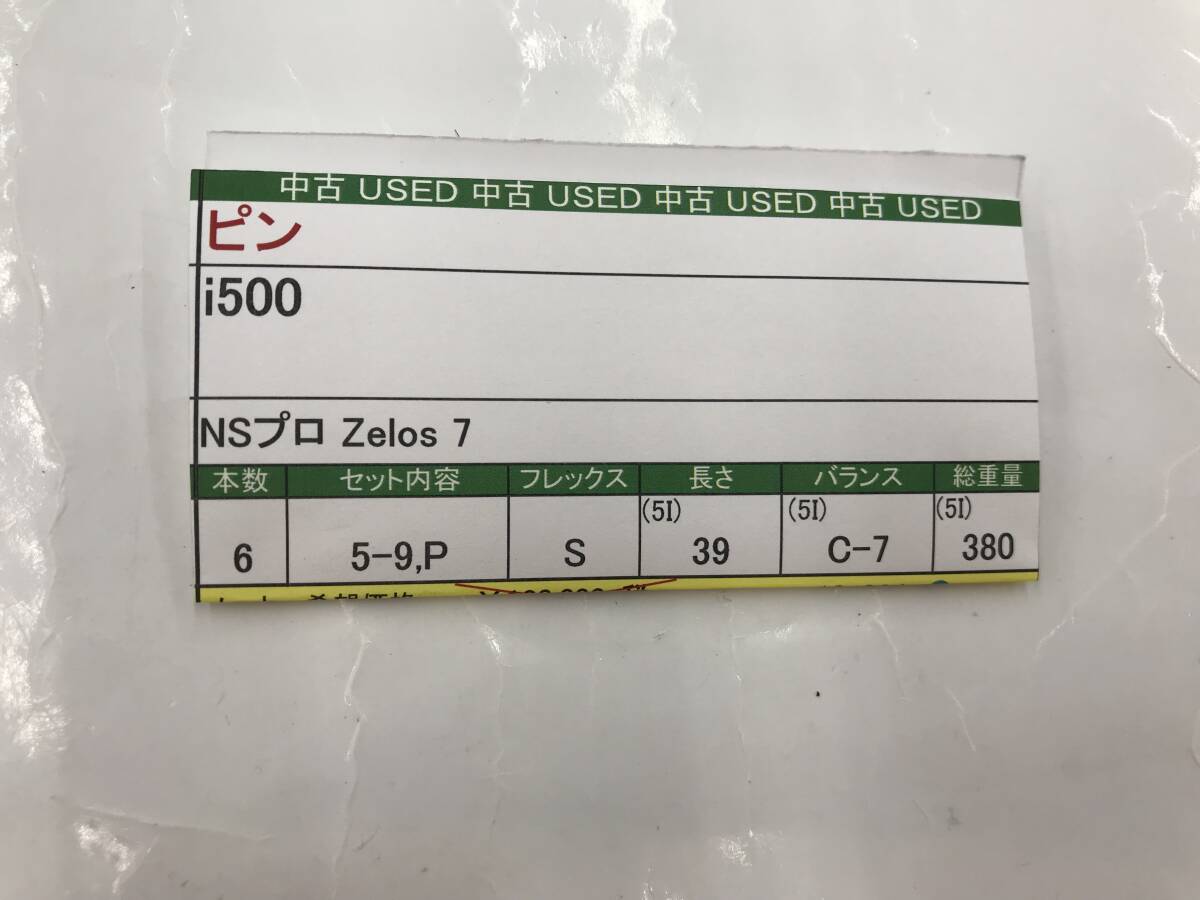 中古 USED 中古 USED 中古 USED 中古 USED
ピン
i500
NSプロ Zelos 7
本数 セット内容 フレックス 長さ バランス 総重量
(5I) (5I) (5I)
6 5-9,P S 39 C-7 380